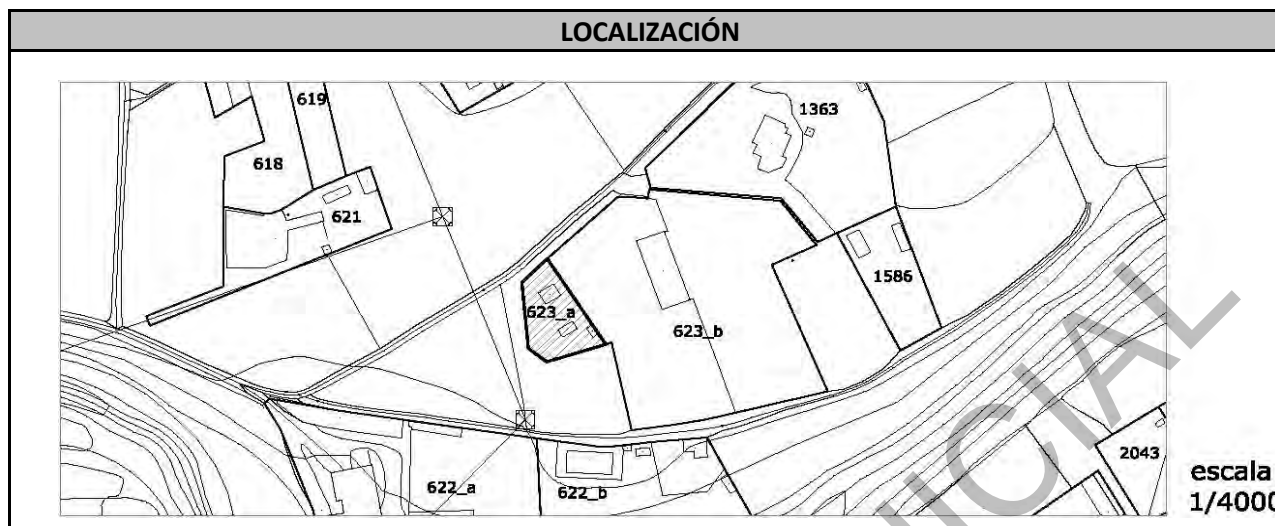 LOCALIZACIÓN
619
1363
618
621
1586
623_a
623_b
2043
622_a
622_b
escala
1/4000